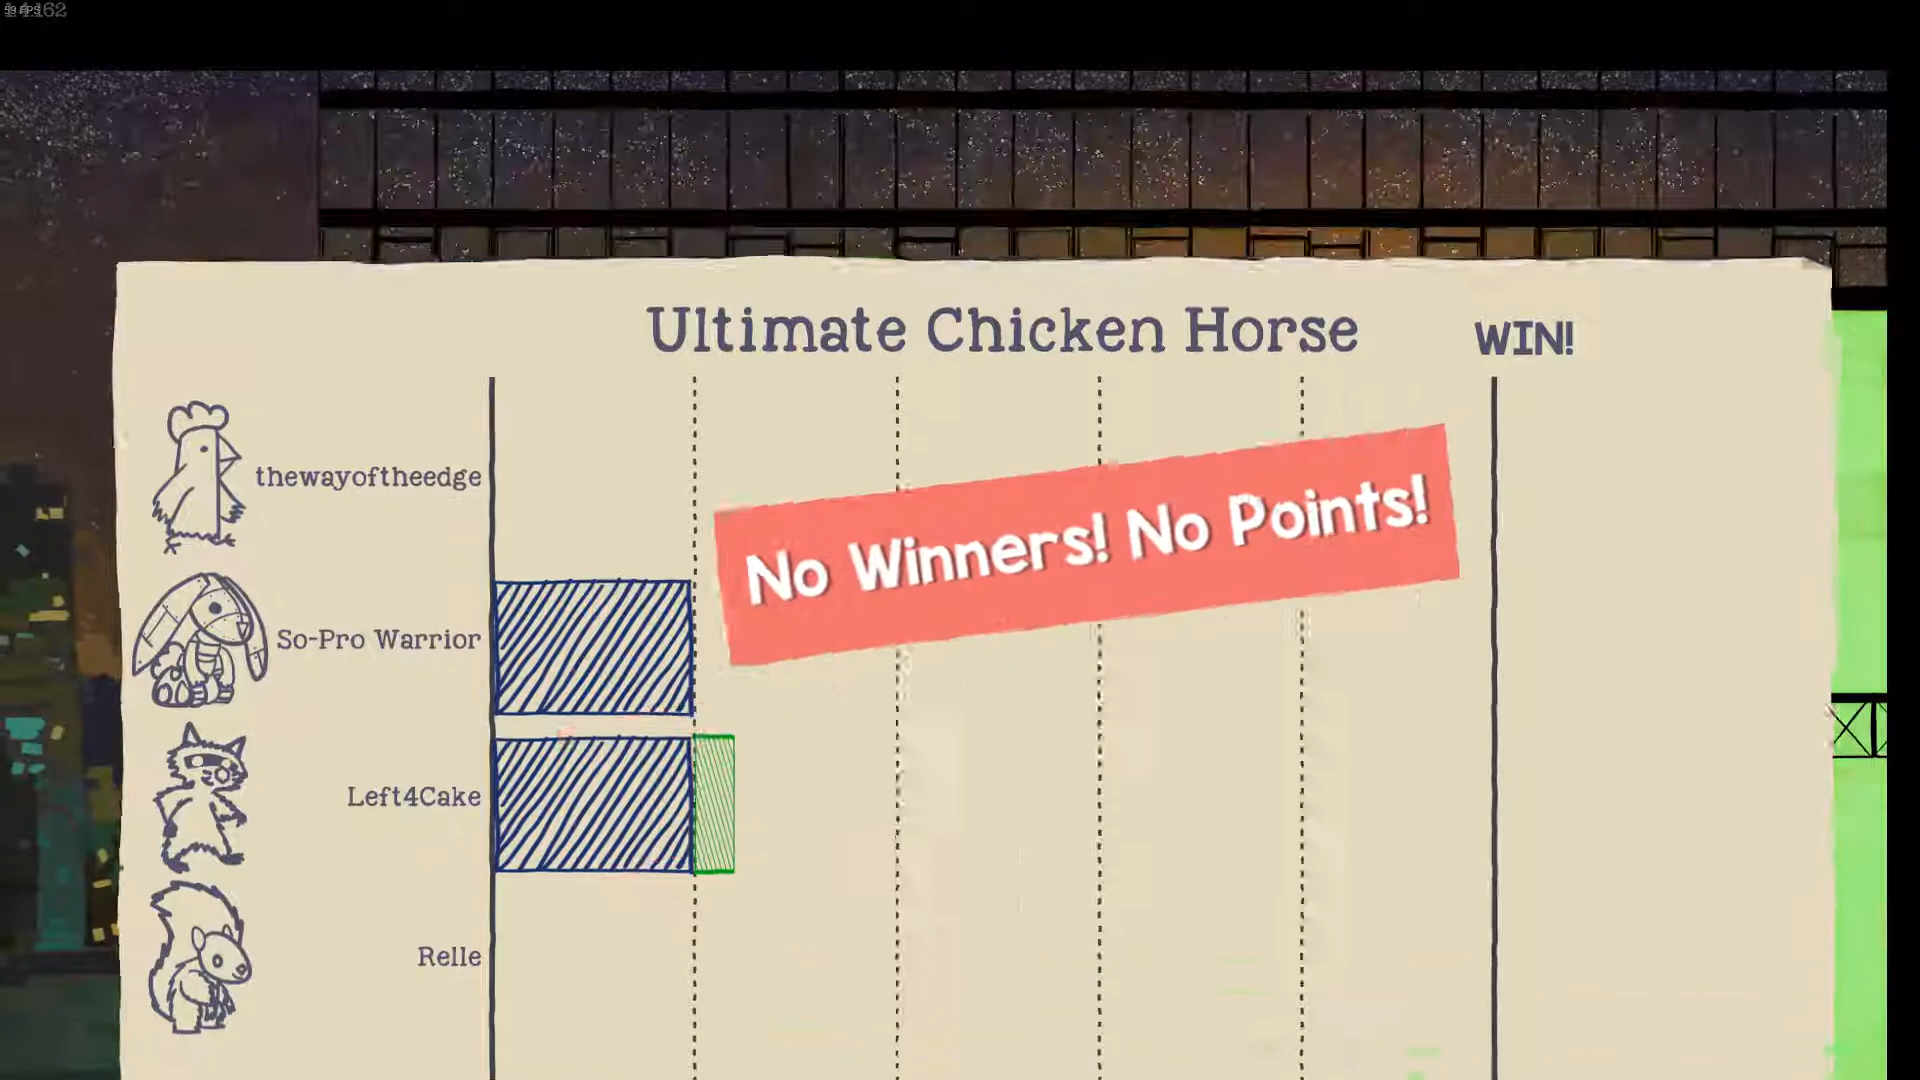 Ultimate Chicken Horse
WIN!
thewayoftheedge
No Winners! No Points!
So-Pro Warrior
Left4Cake
Relle